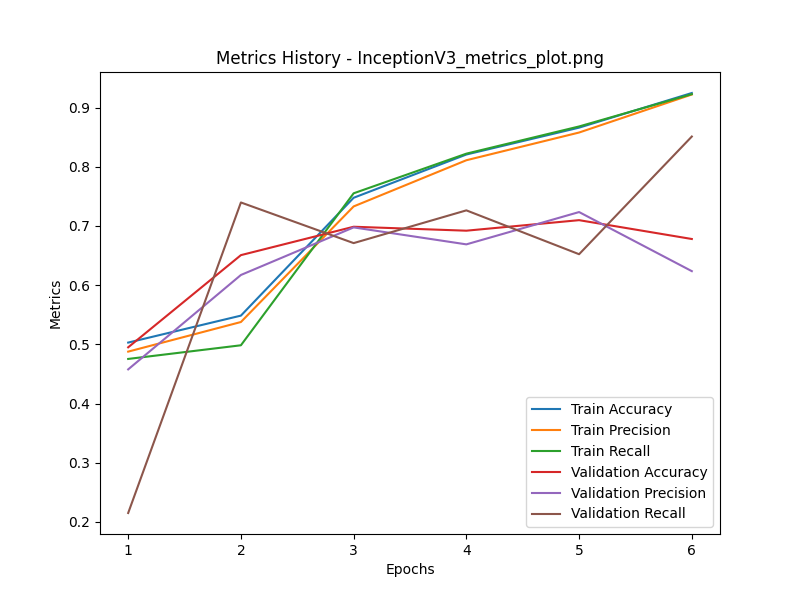 Metrics History - InceptionV3_metrics_plot.png
0.9
0.8
0.7
0.6
0.5
0.4
0.3
0.2
Metrics
Train Accuracy
Train Precision
Train Recall
Validation Accuracy
Validation Precision
Validation Recall
1 2 3 4 5 6
Epochs